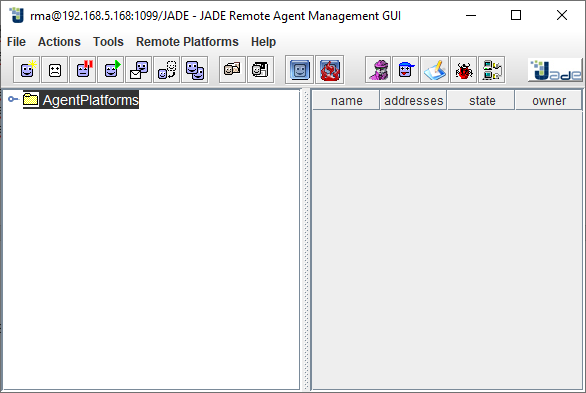 rma@192.168.5.168:1099/JADE - JADE Remote Agent Management GUI
File Actions Tools Remote Platforms Help
Jade
AgentPlatforms
name addresses state owner